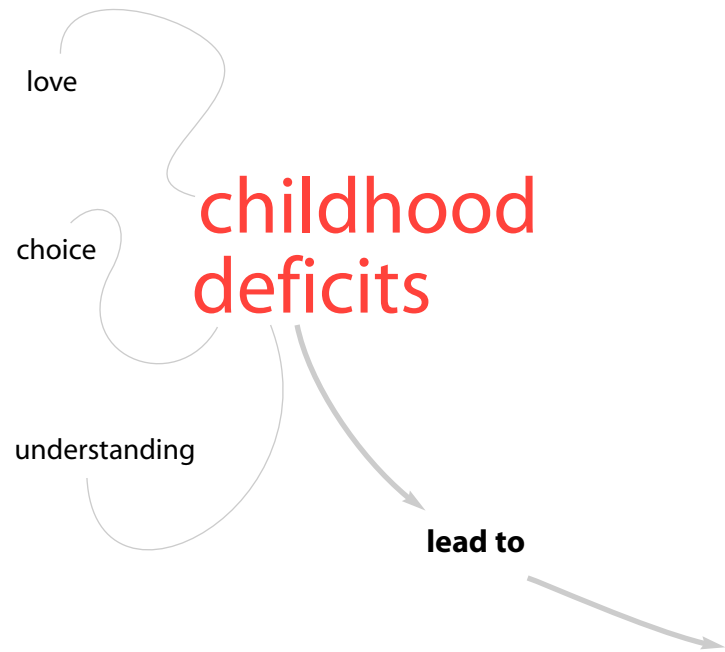 love
childhood
deficits
choice
understanding
lead to